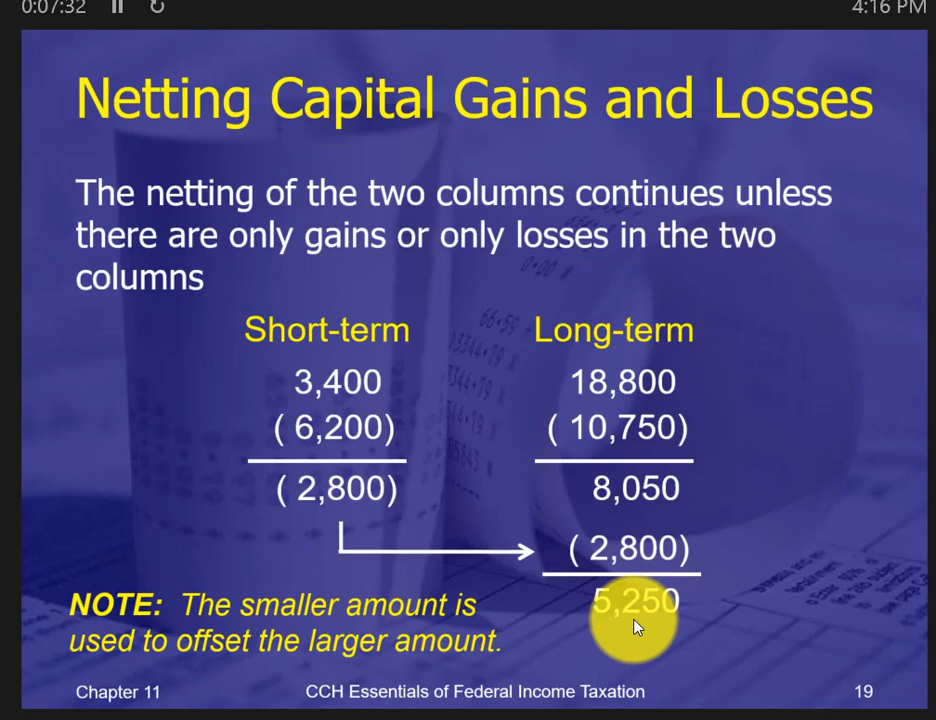 0:07:32 4:16 PM
Netting Capital Gains and Losses
The netting of the two columns continues unless
there are only gains or only losses in the two
columns
Short-term Long-term
3,400 18,800
( 6,200) ( 10,750)
( 2,800) 8,050
( 2,800)
5,250
NOTE: The smaller amount is
used to offset the larger amount.
Chapter 11 CCH Essentials of Federal Income Taxation 19